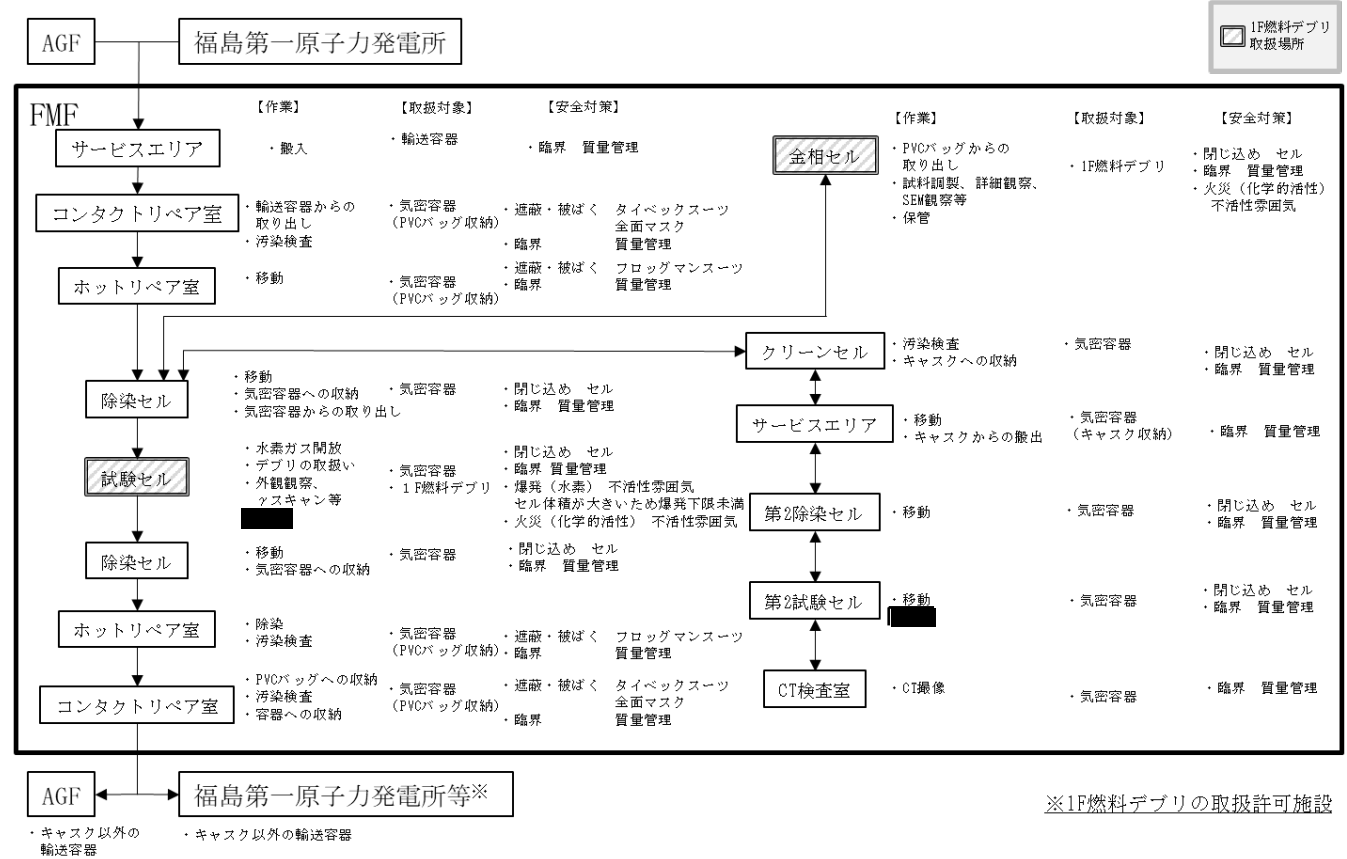 AGF
福島第一原子力発電所
1F燃料デブリ
取扱場所
FMF
【作業】
【取扱対象】
【安全対策】
サービスエリア
・搬入
・輸送容器
・臨界 質量管理
コンタクトリペア室
・輸送容器からの
取り出し
・汚染検査
・気密容器
(PVCバッグ収納)
・遮蔽・被ばく タイベックスーツ
全面マスク
・臨界 質量管理
ホットリペア室
・移動
・気密容器
(PVCバッグ収納)
・遮蔽・被ばく フロッグマンスーツ
・臨界 質量管理
除染セル
・移動
・気密容器への収納
・気密容器からの取り出し
・気密容器
・閉じ込め セル
・臨界 質量管理
試験セル
・水素ガス開放
・デブリの取扱い
・外観観察、
γスキャン等
・気密容器
・１F燃料デブリ
・閉じ込め セル
・臨界 質量管理
・爆発（水素） 不活性雰囲気
セル体積が大きいため爆発下限未満
・火災（化学的活性） 不活性雰囲気
除染セル
・移動
・気密容器への収納
・気密容器
・閉じ込め セル
・臨界 質量管理
ホットリペア室
・除染
・汚染検査
・気密容器
(PVCバッグ収納)
・遮蔽・被ばく フロッグマンスーツ
・臨界 質量管理
コンタクトリペア室
・PVCバッグへの収納
・汚染検査
・容器への収納
・気密容器
(PVCバッグ収納)
・遮蔽・被ばく タイベックスーツ
全面マスク
・臨界 質量管理
【作業】
【取扱対象】
【安全対策】
金相セル
・PVCバッグからの
取り出し
・試料調製、詳細観察、
SEM観察等
・保管
・1F燃料デブリ
・閉じ込め セル
・臨界 質量管理
・火災（化学的活性）
不活性雰囲気
クリーンセル
・汚染検査
・キャスクへの収納
・気密容器
・閉じ込め セル
・臨界 質量管理
サービスエリア
・移動
・キャスクからの搬出
・気密容器
(キャスク収納)
・臨界 質量管理
第2除染セル
・移動
・気密容器
・閉じ込め セル
・臨界 質量管理
第2試験セル
・移動
・気密容器
・閉じ込め セル
・臨界 質量管理
CT検査室
・CT撮像
・気密容器
・臨界 質量管理
AGF
福島第一原子力発電所等※
・キャスク以外の
輸送容器
・キャスク以外の輸送容器
※1F燃料デブリの取扱許可施設